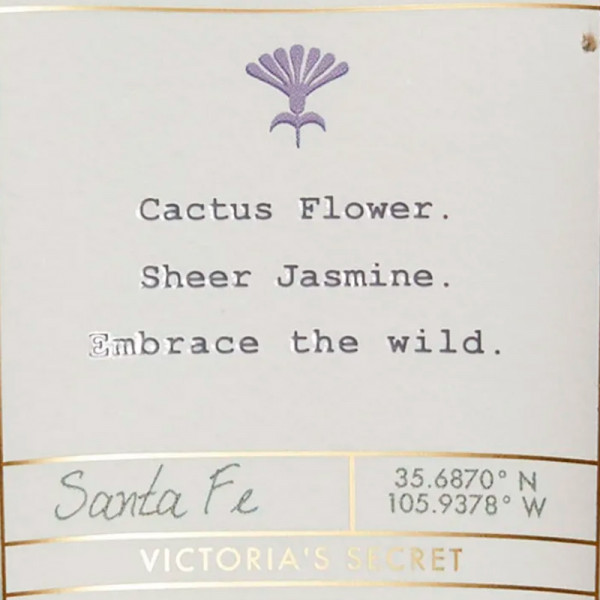 Cactus Flower.
Sheer Jasmine.
Embrace the wild.
Santa Fe
35.6870° N
105.9378° W
VICTORIA'S SECRET